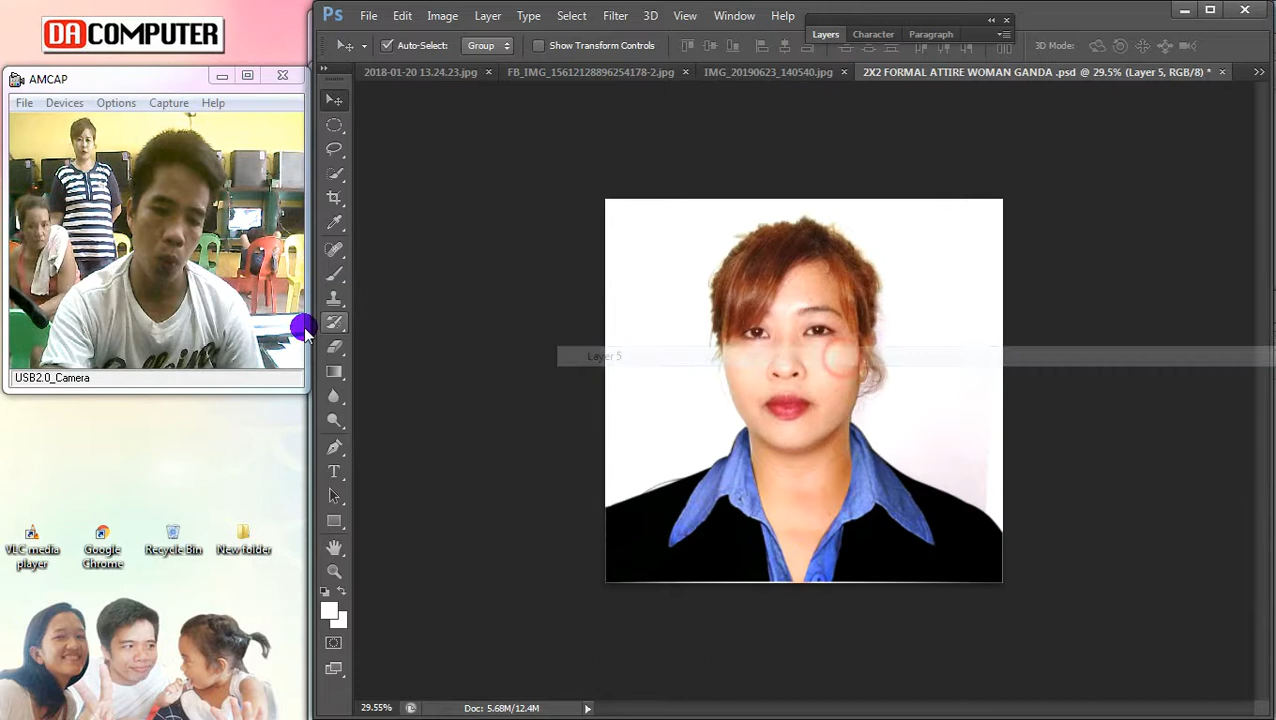 DA COMPUTER
AMCAP
File Devices Options Capture Help
USB2.0_Camera
VLC media player
Google Chrome
Recycle Bin
New folder
Ps File Edit Image Layer Type Select Filter 3D View Window Help
Layers Character Paragraph
Auto-Select: Group Show Transform Controls 3D Mode:
2018-01-20 13.24.23.jpg × FB_IMG_15612128896254178-2.jpg × IMG_20190623_140540.jpg × 2X2 FORMAL ATTIRE WOMAN GANDA .psd @ 29.5% (Layer 5, RGB/8) * ×
Layer 5
29.55% Doc: 5.68M/12.4M